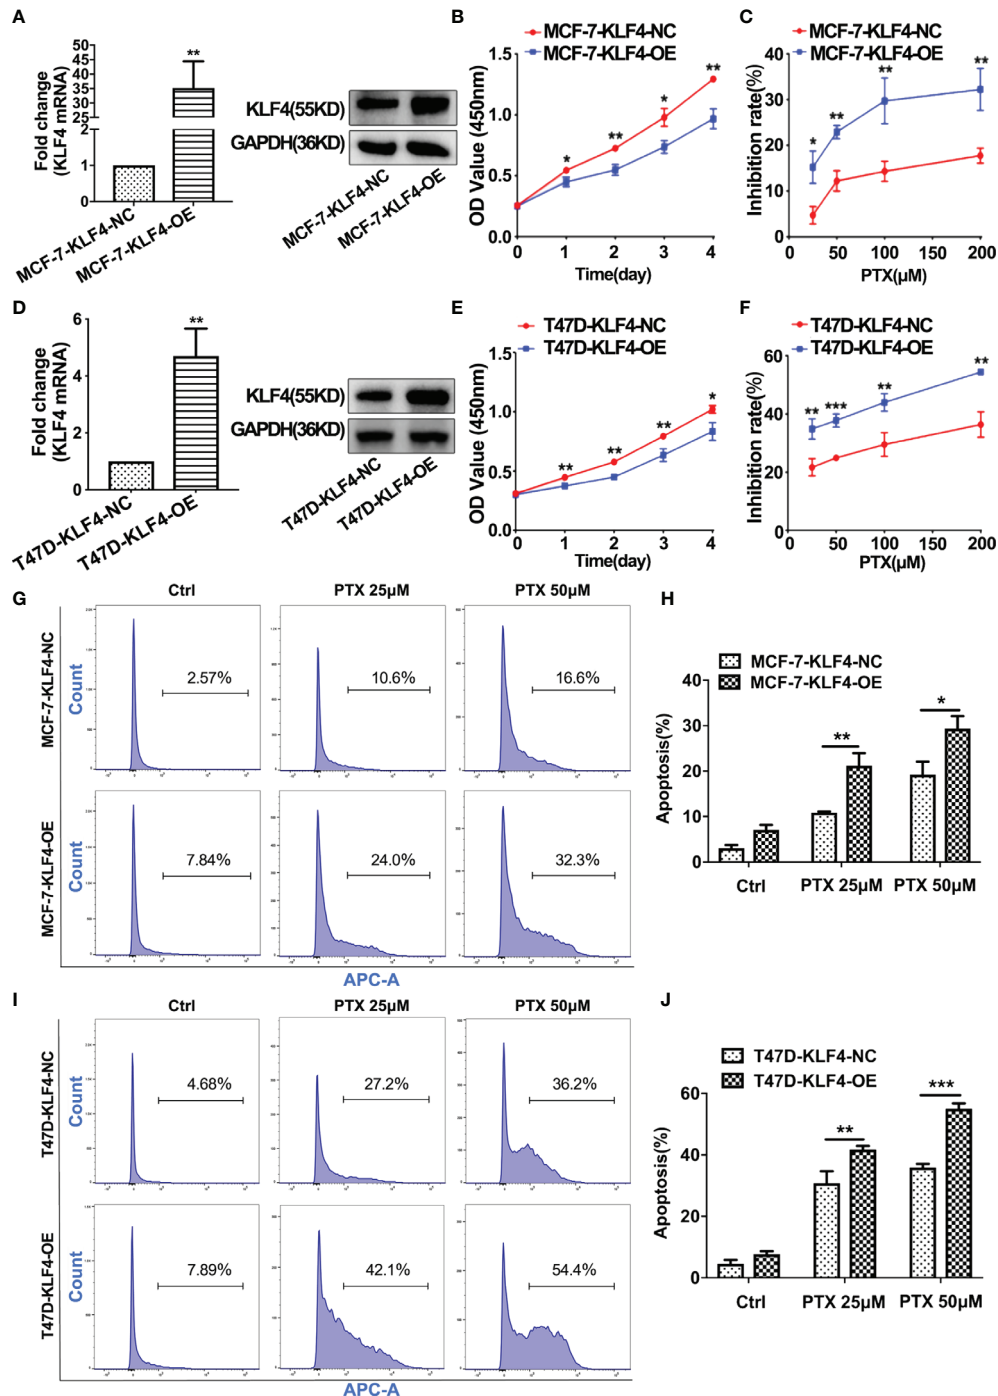 A
Fold change
(KLF4 mRNA)
50
45
40
35
30
25
2
1
0
**
MCF-7-KLF4-NC
MCF-7-KLF4-OE
KLF4(55KD)
GAPDH(36KD)
MCF-7-KLF4-NC
MCF-7-KLF4-OE
B
MCF-7-KLF4-NC
MCF-7-KLF4-OE
OD Value (450nm)
1.5
1.0
0.5
0.0
* ** * **
0 1 2 3 4
Time(day)
C
MCF-7-KLF4-NC
MCF-7-KLF4-OE
Inhibition rate(%)
40
30
20
10
0
* ** ** **
0 50 100 150 200
PTX(μM)
D
Fold change
(KLF4 mRNA)
6
4
2
0
**
T47D-KLF4-NC
T47D-KLF4-OE
KLF4(55KD)
GAPDH(36KD)
T47D-KLF4-NC
T47D-KLF4-OE
E
T47D-KLF4-NC
T47D-KLF4-OE
OD Value (450nm)
1.5
1.0
0.5
0.0
** ** ** *
0 1 2 3 4
Time(day)
F
T47D-KLF4-NC
T47D-KLF4-OE
Inhibition rate(%)
60
40
20
0
** *** ** **
0 50 100 150 200
PTX(μM)
G
Ctrl PTX 25μM PTX 50μM
MCF-7-KLF4-NC
Count
2.57% 10.6% 16.6%
MCF-7-KLF4-OE
Count
7.84% 24.0% 32.3%
APC-A
H
MCF-7-KLF4-NC
MCF-7-KLF4-OE
Apoptosis(%)
40
30
20
10
0
** *
Ctrl PTX 25μM PTX 50μM
I
Ctrl PTX 25μM PTX 50μM
T47D-KLF4-NC
Count
4.68% 27.2% 36.2%
T47D-KLF4-OE
Count
7.89% 42.1% 54.4%
APC-A
J
T47D-KLF4-NC
T47D-KLF4-OE
Apoptosis(%)
60
40
20
0
** ***
Ctrl PTX 25μM PTX 50μM